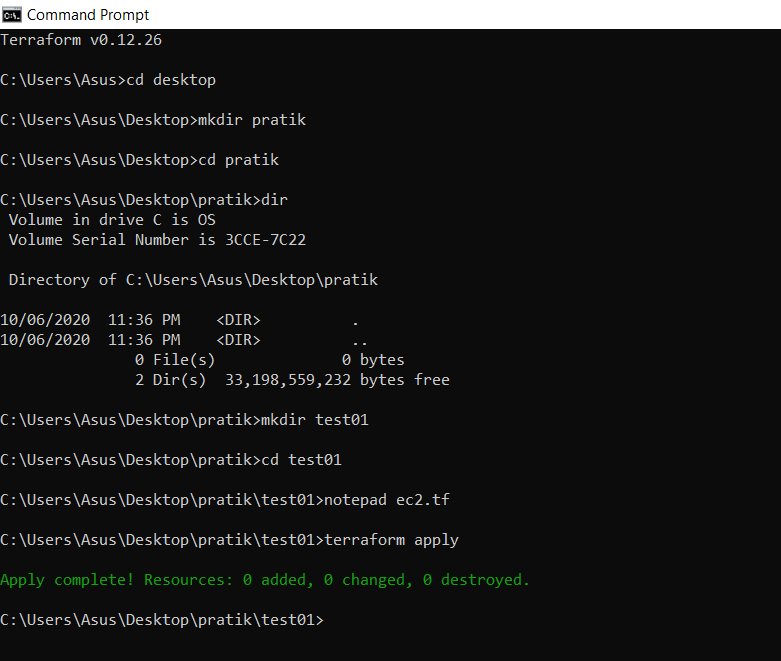 Command Prompt
Terraform v0.12.26
C:\Users\Asus>cd desktop
C:\Users\Asus\Desktop>mkdir pratik
C:\Users\Asus\Desktop>cd pratik
C:\Users\Asus\Desktop\pratik>dir
Volume in drive C is OS
Volume Serial Number is 3CCE-7C22
Directory of C:\Users\Asus\Desktop\pratik
10/06/2020  11:36 PM    <DIR>          .
10/06/2020  11:36 PM    <DIR>          ..
0 File(s)              0 bytes
2 Dir(s)  33,198,559,232 bytes free
C:\Users\Asus\Desktop\pratik>mkdir test01
C:\Users\Asus\Desktop\pratik>cd test01
C:\Users\Asus\Desktop\pratik\test01>notepad ec2.tf
C:\Users\Asus\Desktop\pratik\test01>terraform apply
Apply complete! Resources: 0 added, 0 changed, 0 destroyed.
C:\Users\Asus\Desktop\pratik\test01>